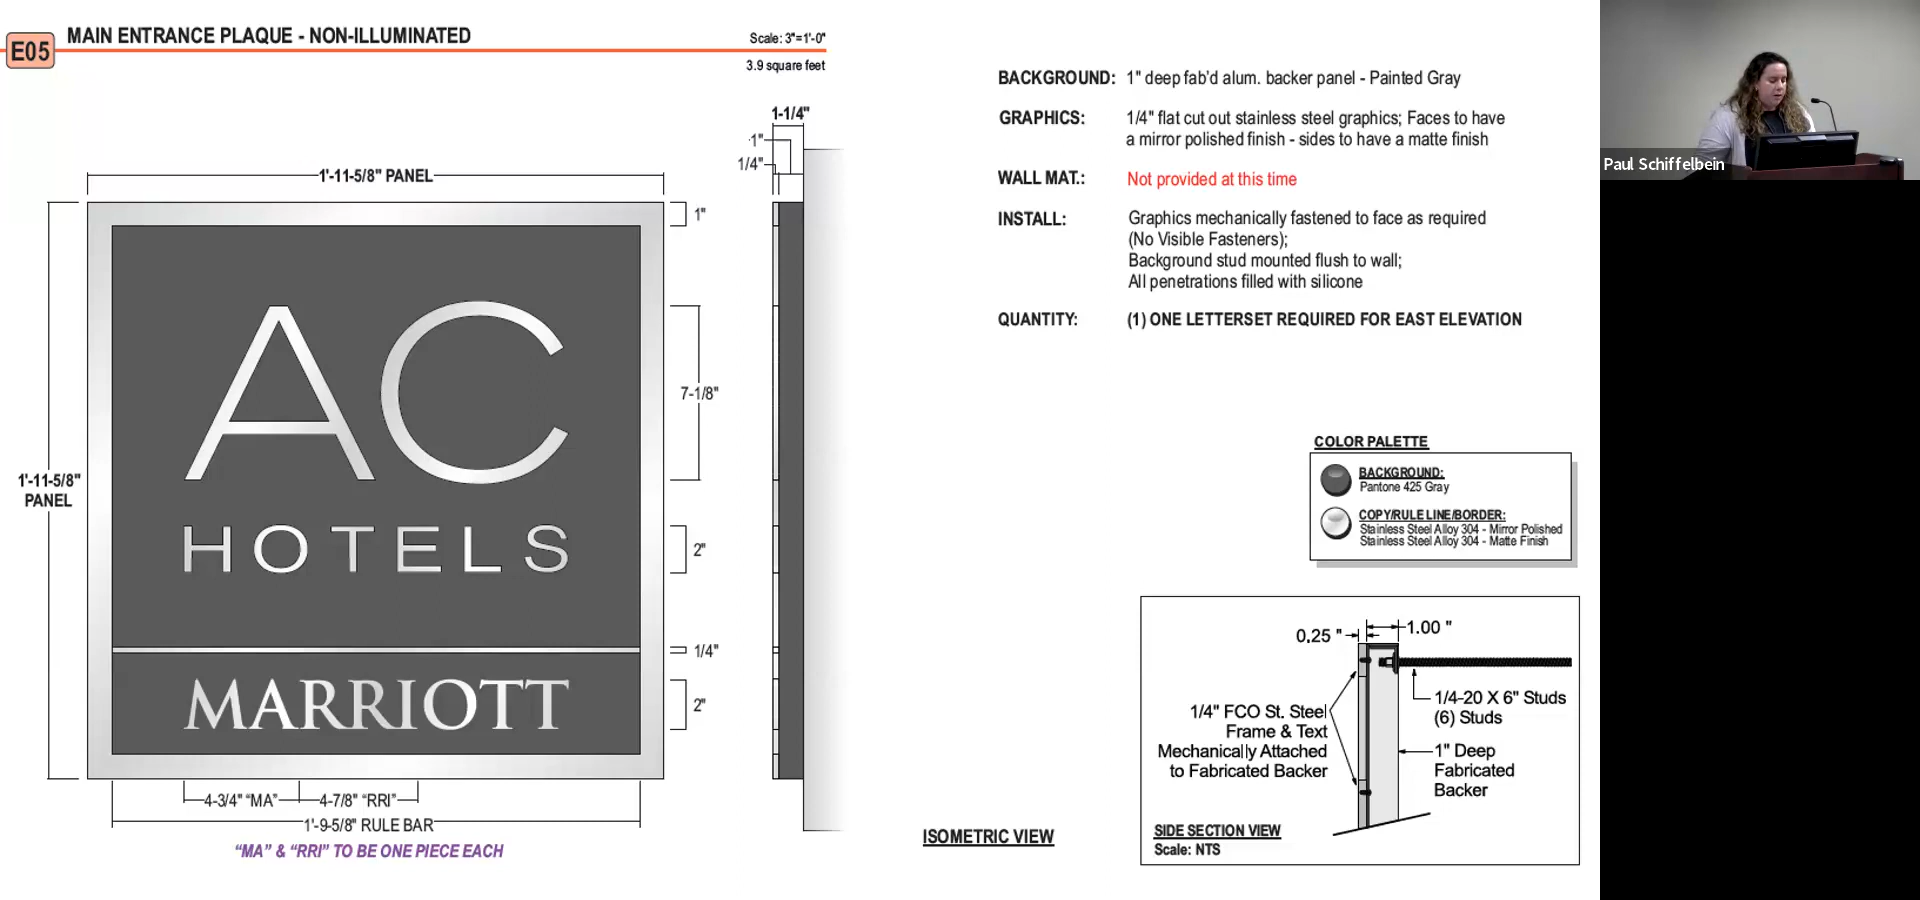 E05
MAIN ENTRANCE PLAQUE - NON-ILLUMINATED
Scale: 3"=1'-0"
3.9 square feet
1-1/4"
1"
1/4"
1'-11-5/8" PANEL
1"
AC
7-1/8"
1'-11-5/8"
PANEL
HOTELS
2"
1/4"
MARRIOTT
2"
4-3/4" “MA”
4-7/8" “RRI”
1'-9-5/8" RULE BAR
“MA” & “RRI” TO BE ONE PIECE EACH
BACKGROUND: 1" deep fab'd alum. backer panel - Painted Gray
GRAPHICS: 1/4" flat cut out stainless steel graphics; Faces to have
a mirror polished finish - sides to have a matte finish
WALL MAT.: Not provided at this time
INSTALL: Graphics mechanically fastened to face as required
(No Visible Fasteners);
Background stud mounted flush to wall;
All penetrations filled with silicone
QUANTITY: (1) ONE LETTERSET REQUIRED FOR EAST ELEVATION
COLOR PALETTE
BACKGROUND:
Pantone 425 Gray
COPY/RULE LINE/BORDER:
Stainless Steel Alloy 304 - Mirror Polished
Stainless Steel Alloy 304 - Matte Finish
ISOMETRIC VIEW
0.25 "
1.00 "
1/4-20 X 6" Studs
(6) Studs
1/4" FCO St. Steel
Frame & Text
Mechanically Attached
to Fabricated Backer
1" Deep
Fabricated
Backer
SIDE SECTION VIEW
Scale: NTS
Paul Schiffelbein